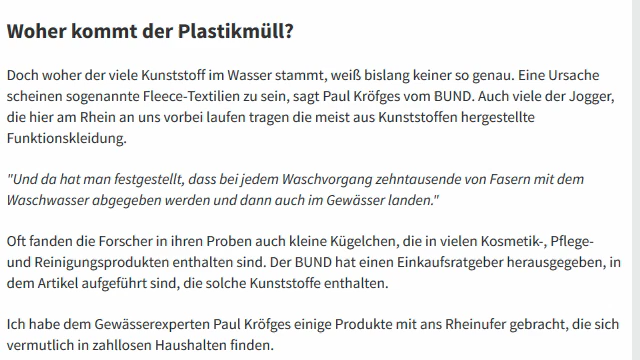 Woher kommt der Plastikmüll?
Doch woher der viele Kunststoff im Wasser stammt, weiß bislang keiner so genau. Eine Ursache
scheinen sogenannte Fleece-Textilien zu sein, sagt Paul Kröfges vom BUND. Auch viele der Jogger,
die hier am Rhein an uns vorbei laufen tragen die meist aus Kunststoffen hergestellte
Funktionskleidung.
"Und da hat man festgestellt, dass bei jedem Waschvorgang zehntausende von Fasern mit dem
Waschwasser abgegeben werden und dann auch im Gewässer landen."
Oft fanden die Forscher in ihren Proben auch kleine Kügelchen, die in vielen Kosmetik-, Pflege-
und Reinigungsprodukten enthalten sind. Der BUND hat einen Einkaufsratgeber herausgegeben, in
dem Artikel aufgeführt sind, die solche Kunststoffe enthalten.
Ich habe dem Gewässerexperten Paul Kröfges einige Produkte mit ans Rheinufer gebracht, die sich
vermutlich in zahllosen Haushalten finden.